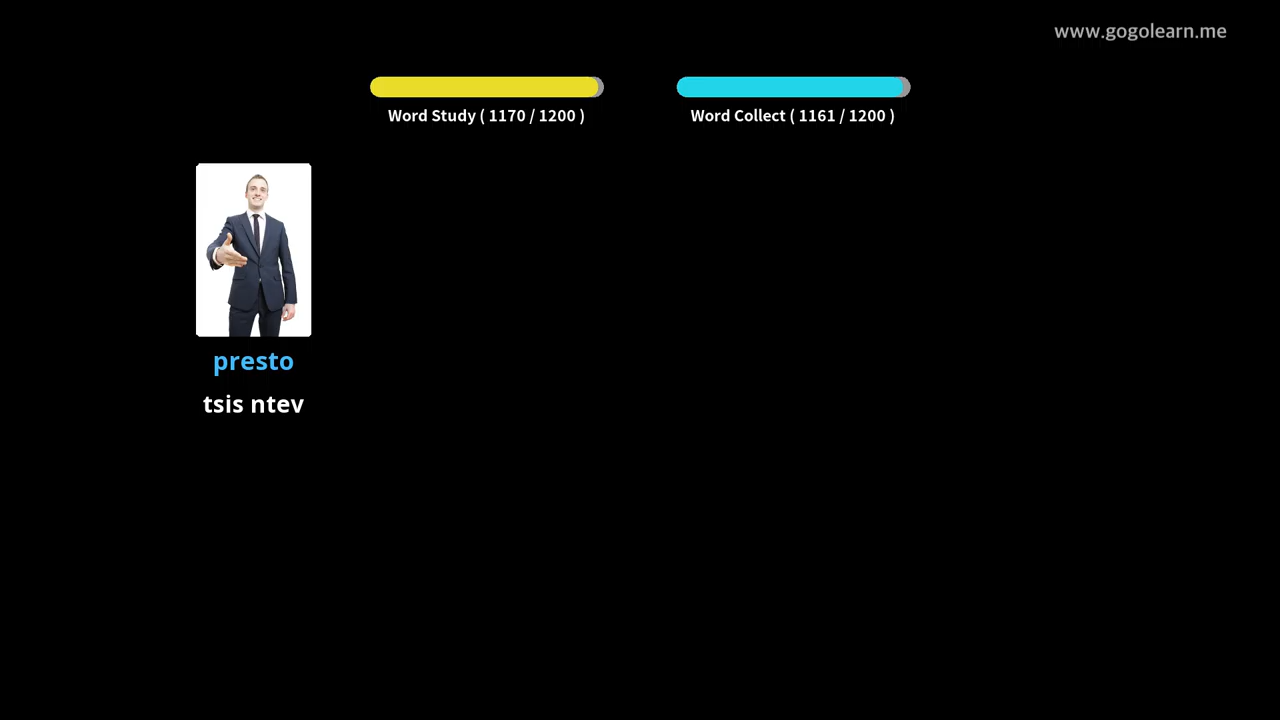 www.gogolearn.me
Word Study ( 1170 / 1200 )
Word Collect ( 1161 / 1200 )
presto
tsis ntev